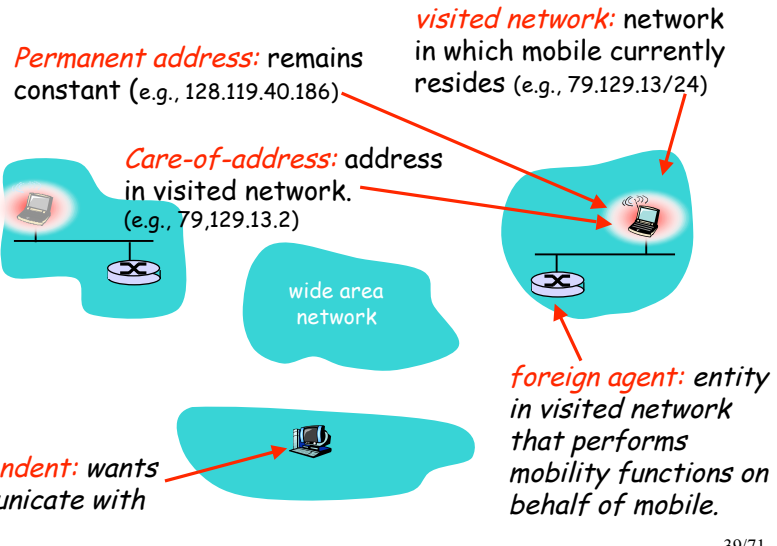 visited network: network
in which mobile currently
resides (e.g., 79.129.13/24)
Permanent address: remains
constant (e.g., 128.119.40.186)
Care-of-address: address
in visited network.
(e.g., 79,129.13.2)
wide area
network
foreign agent: entity
in visited network
that performs
mobility functions on
behalf of mobile.
ndent: wants
unicate with
39/71